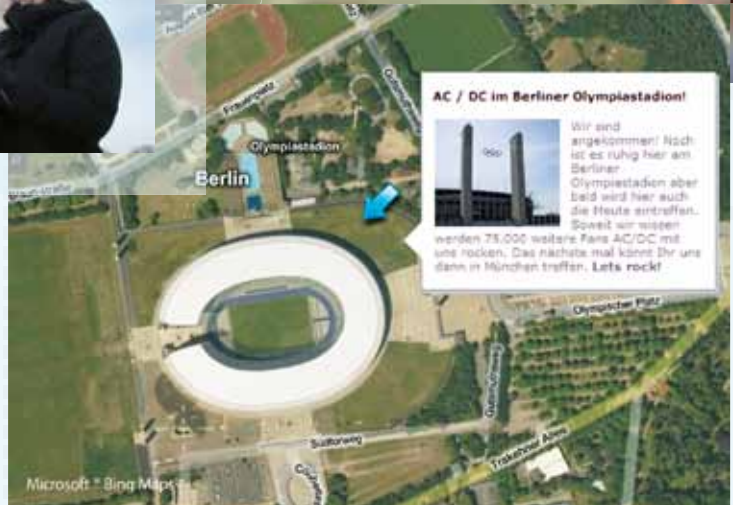 Frauenplatz
Gutsmuthsweg
Olympiastadion
Berlin
AC / DC im Berliner Olympiastadion!
Wir sind
angekommen! Noch
ist es ruhig hier am
Berliner
Olympiastadion aber
bald wird hier auch
die Meute eintreffen.
Soweit wir wissen
werden 75.000 weitere Fans AC/DC mit
uns rocken. Das nächste mal könnt Ihr uns
dann in München treffen. Lets rock!
Olympischer Platz
Gutsmuthsweg
Südtorweg
Trakehner Allee
Microsoft® Bing Maps